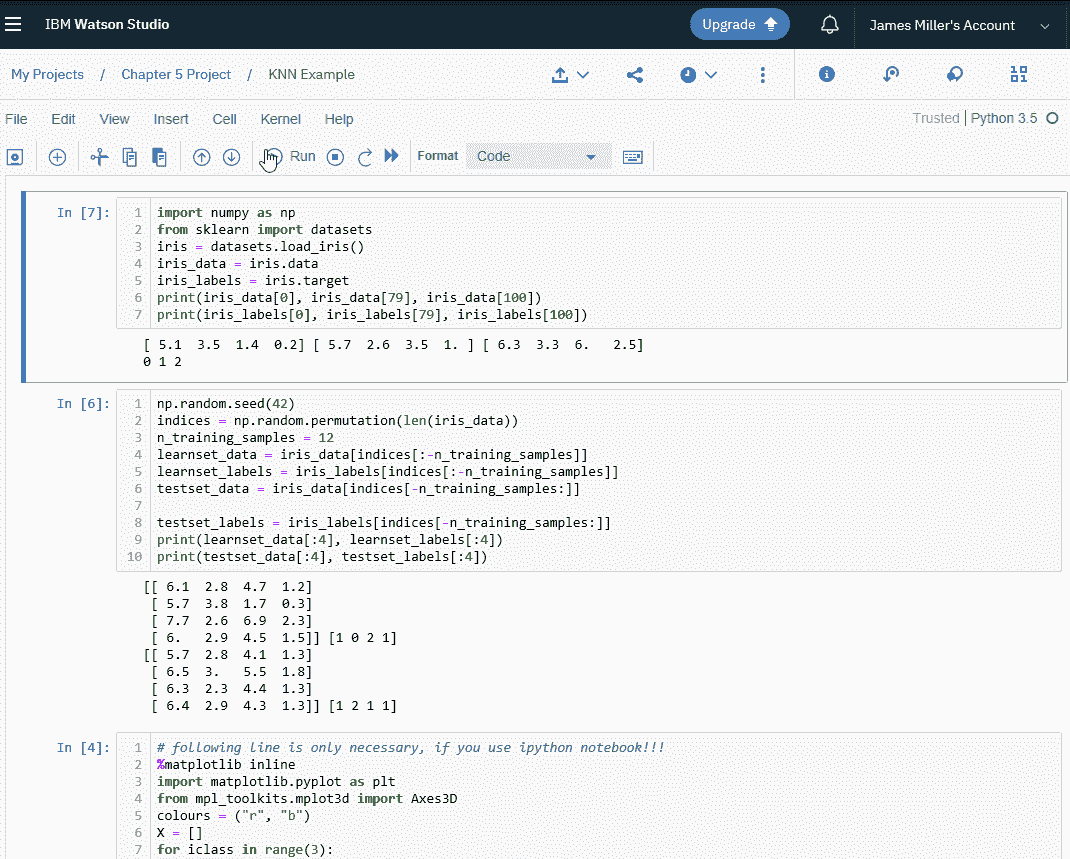 IBM Watson Studio
Upgrade
James Miller's Account
My Projects / Chapter 5 Project / KNN Example
File Edit View Insert Cell Kernel Help
Trusted | Python 3.5
Run
Format
Code
In [7]:
1 import numpy as np
2 from sklearn import datasets
3 iris = datasets.load_iris()
4 iris_data = iris.data
5 iris_labels = iris.target
6 print(iris_data[0], iris_data[79], iris_data[100])
7 print(iris_labels[0], iris_labels[79], iris_labels[100])
[ 5.1 3.5 1.4 0.2] [ 5.7 2.6 3.5 1. ] [ 6.3 3.3 6. 2.5]
0 1 2
In [6]:
1 np.random.seed(42)
2 indices = np.random.permutation(len(iris_data))
3 n_training_samples = 12
4 learnset_data = iris_data[indices[:-n_training_samples]]
5 learnset_labels = iris_labels[indices[:-n_training_samples]]
6 testset_data = iris_data[indices[-n_training_samples:]]
7
8 testset_labels = iris_labels[indices[-n_training_samples:]]
9 print(learnset_data[:4], learnset_labels[:4])
10 print(testset_data[:4], testset_labels[:4])
[[ 6.1 2.8 4.7 1.2]
[ 5.7 3.8 1.7 0.3]
[ 7.7 2.6 6.9 2.3]
[ 6. 2.9 4.5 1.5]] [1 0 2 1]
[[ 5.7 2.8 4.1 1.3]
[ 6.5 3. 5.5 1.8]
[ 6.3 2.3 4.4 1.3]
[ 6.4 2.9 4.3 1.3]] [1 2 1 1]
In [4]:
1 # following line is only necessary, if you use ipython notebook!!!
2 %matplotlib inline
3 import matplotlib.pyplot as plt
4 from mpl_toolkits.mplot3d import Axes3D
5 colours = ("r", "b")
6 X = []
7 for iclass in range(3):